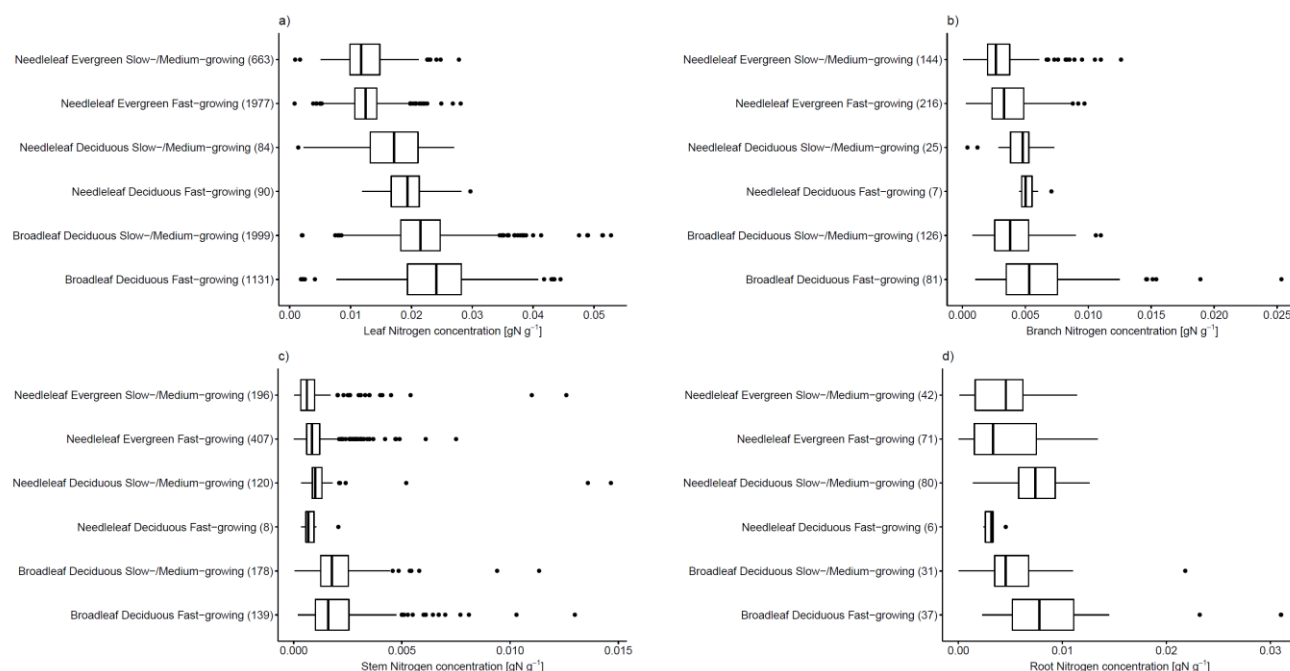 a)
Needleleaf Evergreen Slow−/Medium−growing (663)
Needleleaf Evergreen Fast−growing (1977)
Needleleaf Deciduous Slow−/Medium−growing (84)
Needleleaf Deciduous Fast−growing (90)
Broadleaf Deciduous Slow−/Medium−growing (1999)
Broadleaf Deciduous Fast−growing (1131)
0.00 0.01 0.02 0.03 0.04 0.05
Leaf Nitrogen concentration [gN g⁻¹]
b)
Needleleaf Evergreen Slow−/Medium−growing (144)
Needleleaf Evergreen Fast−growing (216)
Needleleaf Deciduous Slow−/Medium−growing (25)
Needleleaf Deciduous Fast−growing (7)
Broadleaf Deciduous Slow−/Medium−growing (126)
Broadleaf Deciduous Fast−growing (81)
0.000 0.005 0.010 0.015 0.020 0.025
Branch Nitrogen concentration [gN g⁻¹]
c)
Needleleaf Evergreen Slow−/Medium−growing (196)
Needleleaf Evergreen Fast−growing (407)
Needleleaf Deciduous Slow−/Medium−growing (120)
Needleleaf Deciduous Fast−growing (8)
Broadleaf Deciduous Slow−/Medium−growing (178)
Broadleaf Deciduous Fast−growing (139)
0.000 0.005 0.010 0.015
Stem Nitrogen concentration [gN g⁻¹]
d)
Needleleaf Evergreen Slow−/Medium−growing (42)
Needleleaf Evergreen Fast−growing (71)
Needleleaf Deciduous Slow−/Medium−growing (80)
Needleleaf Deciduous Fast−growing (6)
Broadleaf Deciduous Slow−/Medium−growing (31)
Broadleaf Deciduous Fast−growing (37)
0.00 0.01 0.02 0.03
Root Nitrogen concentration [gN g⁻¹]